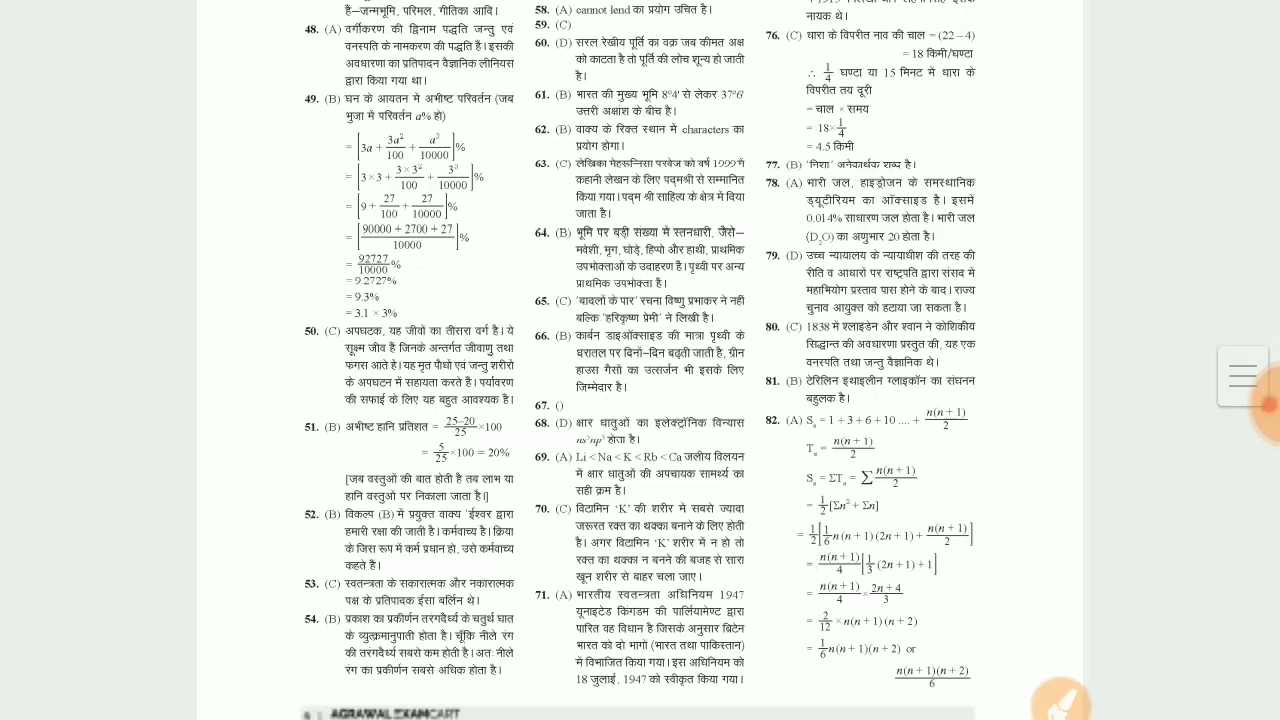 हैं–जन्मभूमि, परिमल, गीतिका आदि।
48. (A) वर्गीकरण की द्विनाम पद्धति जन्तु एवं
वनस्पति के नामकरण की पद्धति हैं। इसकी
अवधारणा का प्रतिपादन वैज्ञानिक लीनियस
द्वारा किया गया था।
49. (B) घन के आयतन में अभीष्ट परिवर्तन (जब
भुजा में परिवर्तन a% हो)
= [3a + 3a²/100 + a³/10000]%
= [3×3 + 3×3²/100 + 3³/10000]%
= [9 + 27/100 + 27/10000]%
= [90000 + 2700 + 27/10000]%
= 92727/10000%
= 9.2727%
= 9.3%
= 3.1 × 3%
50. (C) अपघटक, यह जीवों का तीसरा वर्ग है। ये
सूक्ष्म जीव हैं जिनके अन्तर्गत जीवाणु तथा
फंगस आते हैं। यह मृत पौधों एवं जन्तु शरीरों
के अपघटन में सहायता करते हैं। पर्यावरण
की सफाई के लिए यह बहुत आवश्यक है।
51. (B) अभीष्ट हानि प्रतिशत = 25–20/25 ×100
= 5/25 ×100 = 20%
[जब वस्तुओं की बात होती है तब लाभ या
हानि वस्तुओं पर निकाला जाता है।]
52. (B) विकल्प (B) में प्रयुक्त वाक्य 'ईश्वर द्वारा
हमारी रक्षा की जाती है। कर्मवाच्य है। क्रिया
के जिस रूप में कर्म प्रधान हो, उसे कर्मवाच्य
कहते है।
53. (C) स्वतन्त्रता के सकारात्मक और नकारात्मक
पक्ष के प्रतिपादक ईसा बर्लिन थे।
54. (B) प्रकाश का प्रकीर्णन तरंगदैर्ध्य के चतुर्थ घात
के व्युत्क्रमानुपाती होता है। चूँकि नीले रंग
की तरंगदैर्ध्य सबसे कम होती है। अतः नीले
रंग का प्रकीर्णन सबसे अधिक होता है।
58. (A) cannot lend का प्रयोग उचित है।
59. (C)
60. (D) सरल रेखीय पूर्ति का वक्र जब कीमत अक्ष
को काटता है तो पूर्ति की लोच शून्य हो जाती
है।
61. (B) भारत की मुख्य भूमि 8°4' से लेकर 37°6'
उत्तरी अक्षांश के बीच है।
62. (B) वाक्य के रिक्त स्थान में characters का
प्रयोग होगा।
63. (C) लेखिका मेहरून्निसा परवेज को वर्ष 1999 में
कहानी लेखन के लिए पद्मश्री से सम्मानित
किया गया। पद्म श्री साहित्य के क्षेत्र में दिया
जाता है।
64. (B) भूमि पर बड़ी संख्या में स्तनधारी, जैसे–
मवेशी, मृग, घोड़े, हिप्पो और हाथी, प्राथमिक
उपभोक्ताओं के उदाहरण हैं। पृथ्वी पर अन्य
प्राथमिक उपभोक्ता है।
65. (C) 'बादलों के पार' रचना विष्णु प्रभाकर ने नहीं
बल्कि 'हरिकृष्ण प्रेमी' ने लिखी है।
66. (B) कार्बन डाइऑक्साइड की मात्रा पृथ्वी के
धरातल पर दिनों-दिन बढ़ती जाती है, ग्रीन
हाउस गैसों का उत्सर्जन भी इसके लिए
जिम्मेदार है।
67. ()
68. (D) क्षार धातुओं का इलेक्ट्रॉनिक विन्यास
होता है।
69. (A) Li < Na < K < Rb < Ca जलीय विलयन
में क्षार धातुओं की अपचायक सामर्थ्य का
सही क्रम है।
70. (C) विटामिन 'K' की शरीर में सबसे ज्यादा
जरूरत रक्त का थक्का बनाने के लिए होती
है। अगर विटामिन 'K' शरीर में न हो तो
रक्त का थक्का न बनने की बजह से सारा
खून शरीर से बाहर चला जाए।
71. (A) भारतीय स्वतन्त्रता अधिनियम 1947
यूनाइटेड किंगडम की पार्लियामेण्ट द्वारा
पारित वह विधान है जिसके अनुसार ब्रिटेन
भारत को दो भागों (भारत तथा पाकिस्तान)
में विभाजित किया गया। इस अधिनियम को
18 जुलाई, 1947 को स्वीकृत किया गया।
नायक थे।
76. (C) धारा के विपरीत नाव की चाल = (22 – 4)
= 18 किमी/घण्टा
∴ 1/4 घण्टा या 15 मिनट में धारा के
विपरीत तय दूरी
= चाल × समय
= 18×1/4
= 4.5 किमी
77. (B) 'निशा' अनेकार्थक शब्द है।
78. (A) भारी जल, हाइड्रोजन के समस्थानिक
ड्यूटीरियम का ऑक्साइड है। इसमें
0.014% साधारण जल होता है। भारी जल
(D₂O) का अणुभार 20 होता है।
79. (D) उच्च न्यायालय के न्यायाधीश की तरह की
रीति व आधारों पर राष्ट्रपति द्वारा संसद में
महाभियोग प्रस्ताव पास होने के बाद। राज्य
चुनाव आयुक्त को हटाया जा सकता है।
80. (C) 1838 में श्लाइडेन और श्वान ने कोशिकीय
सिद्धान्त की अवधारणा प्रस्तुत की, यह एक
वनस्पति तथा जन्तु वैज्ञानिक थे।
81. (B) टेरिलिन इथाइलीन ग्लाइकॉन का संघनन
बहुलक है।
82. (A) Sₙ = 1 + 3 + 6 + 10 .... + n(n + 1)/2
Tₙ = n(n + 1)/2
Sₙ = ΣTₙ = ∑ n(n + 1)/2
= 1/2 [Σn² + Σn]
= 1/2 [1/6 n(n + 1)(2n + 1) + n(n + 1)/2]
= n(n + 1)/4 [1/3 (2n + 1) + 1]
= n(n + 1)/4 × 2n + 4/3
= 2/12 × n(n + 1)(n + 2)
= 1/6 n(n + 1)(n + 2) or
n(n + 1)(n + 2)/6
AGRAWAL EXAMCART